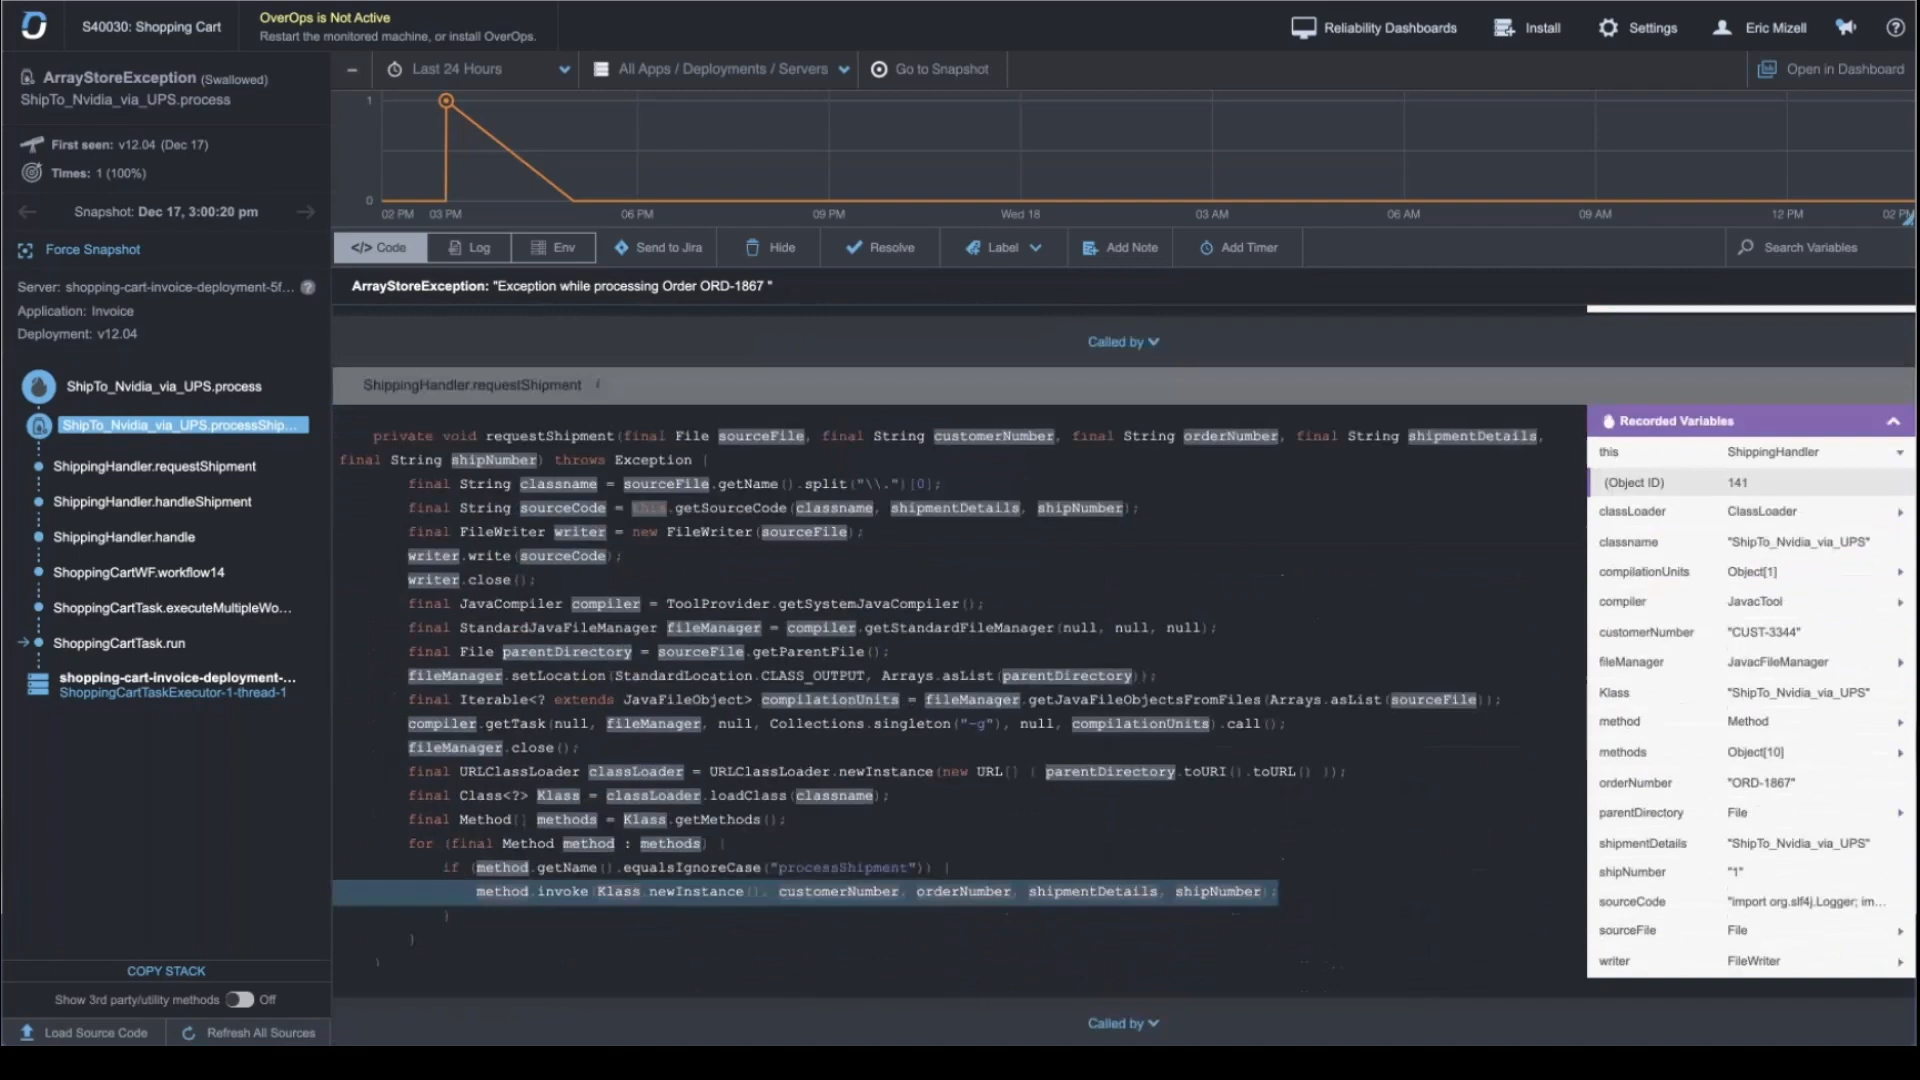 S40030: Shopping Cart
OverOps is Not Active
Restart the monitored machine, or install OverOps.
Reliability Dashboards
Install
Settings
Eric Mizell
ArrayStoreException (Swallowed)
ShipTo_Nvidia_via_UPS.process
First seen: v12.04 (Dec 17)
Times: 1 (100%)
Snapshot: Dec 17, 3:00:20 pm
Force Snapshot
Server: shopping-cart-invoice-deployment-5f...
Application: Invoice
Deployment: v12.04
ShipTo_Nvidia_via_UPS.process
ShipTo_Nvidia_via_UPS.processShip...
ShippingHandler.requestShipment
ShippingHandler.handleShipment
ShippingHandler.handle
ShoppingCartWF.workflow14
ShoppingCartTask.executeMultipleWo...
ShoppingCartTask.run
shopping-cart-invoice-deployment-...
ShoppingCartTaskExecutor-1-thread-1
COPY STACK
Show 3rd party/utility methods Off
Load Source Code Refresh All Sources
Last 24 Hours
All Apps / Deployments / Servers
Go to Snapshot
Open in Dashboard
1
0
02 PM 03 PM 06 PM 09 PM Wed 18 03 AM 06 AM 09 AM 12 PM 02 PM
</> Code Log Env Send to Jira Hide Resolve Label Add Note Add Timer Search Variables
ArrayStoreException: "Exception while processing Order ORD-1867 "
Called by
ShippingHandler.requestShipment i
private void requestShipment(final File sourceFile, final String customerNumber, final String orderNumber, final String shipmentDetails,
final String shipNumber) throws Exception {
final String classname = sourceFile.getName().split("\\.")[0];
final String sourceCode = this.getSourceCode(classname, shipmentDetails, shipNumber);
final FileWriter writer = new FileWriter(sourceFile);
writer.write(sourceCode);
writer.close();
final JavaCompiler compiler = ToolProvider.getSystemJavaCompiler();
final StandardJavaFileManager fileManager = compiler.getStandardFileManager(null, null, null);
final File parentDirectory = sourceFile.getParentFile();
fileManager.setLocation(StandardLocation.CLASS_OUTPUT, Arrays.asList(parentDirectory));
final Iterable<? extends JavaFileObject> compilationUnits = fileManager.getJavaFileObjectsFromFiles(Arrays.asList(sourceFile));
compiler.getTask(null, fileManager, null, Collections.singleton("-g"), null, compilationUnits).call();
fileManager.close();
final URLClassLoader classLoader = URLClassLoader.newInstance(new URL[] { parentDirectory.toURI().toURL() });
final Class<?> Klass = classLoader.loadClass(classname);
final Method[] methods = Klass.getMethods();
for (final Method method : methods) {
if (method.getName().equalsIgnoreCase("processShipment")) {
method.invoke(Klass.newInstance(), customerNumber, orderNumber, shipmentDetails, shipNumber);
}
}
}
Called by
Recorded Variables
this ShippingHandler
(Object ID) 141
classLoader ClassLoader
classname "ShipTo_Nvidia_via_UPS"
compilationUnits Object[1]
compiler JavacTool
customerNumber "CUST-3344"
fileManager JavacFileManager
Klass "ShipTo_Nvidia_via_UPS"
method Method
methods Object[10]
orderNumber "ORD-1867"
parentDirectory File
shipmentDetails "ShipTo_Nvidia_via_UPS"
shipNumber "1"
sourceCode "import org.slf4j.Logger; im...
sourceFile File
writer FileWriter